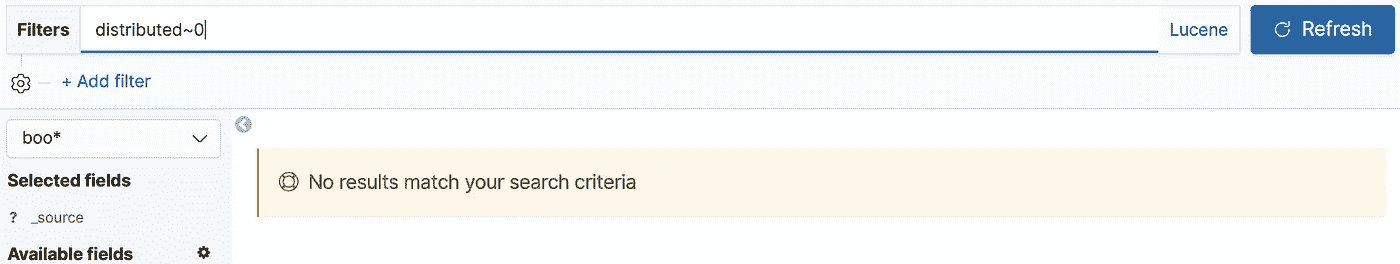 Filters distributed~0 Lucene Refresh
+ Add filter
boo*
No results match your search criteria
Selected fields
? _source
Available fields